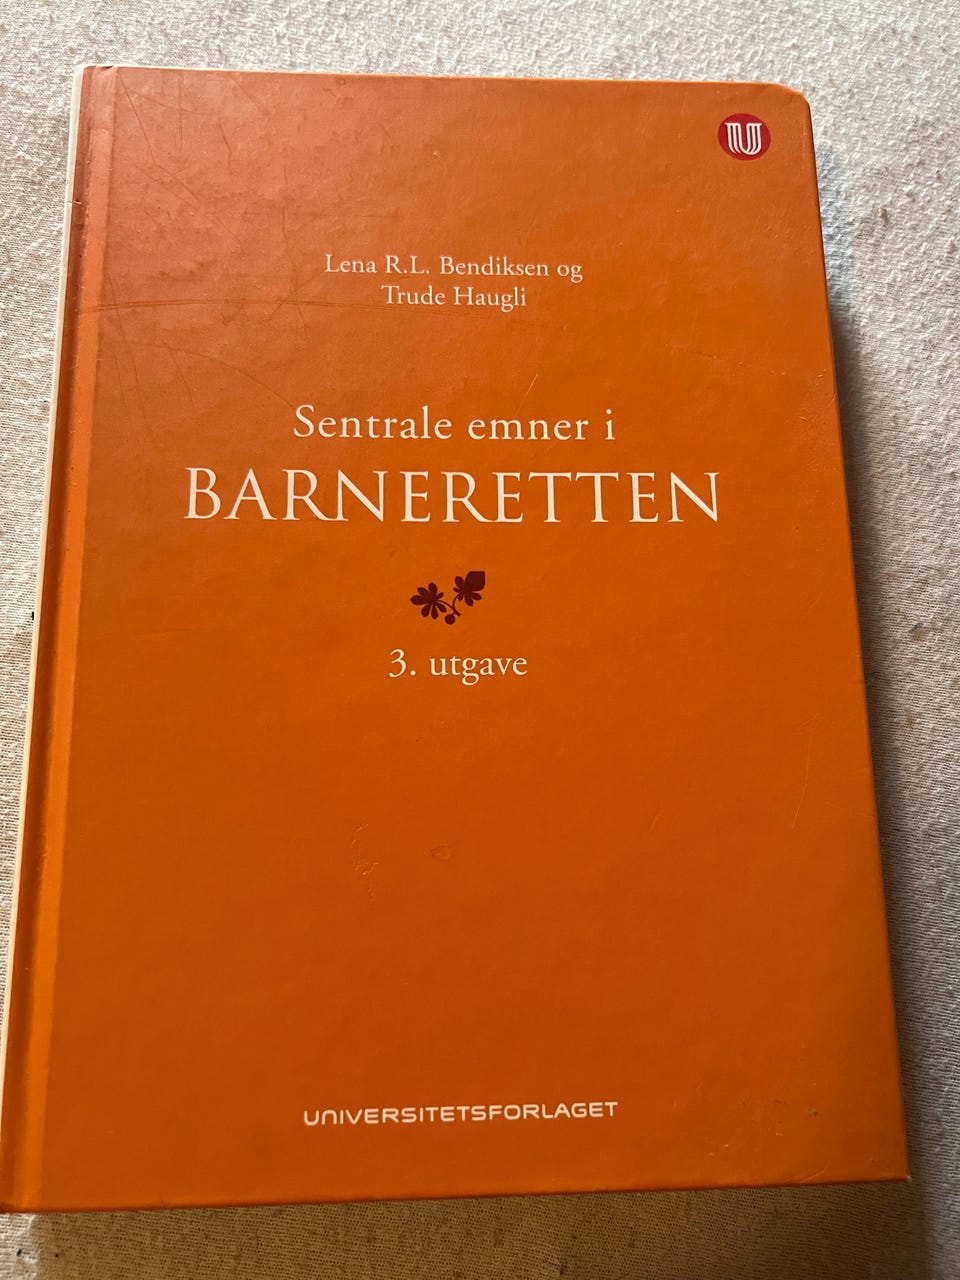 U
Lena R.L. Bendiksen og
Trude Haugli
Sentrale emner i
BARNERETTEN
3. utgave
UNIVERSITETSFORLAGET